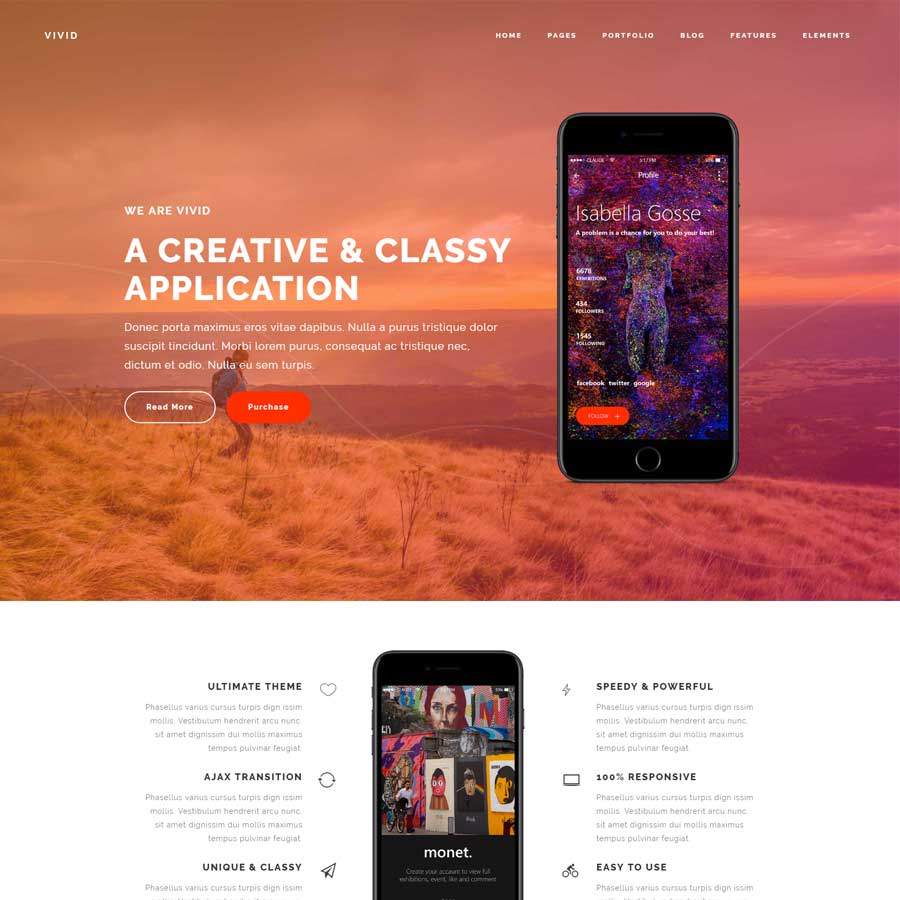 VIVID
HOME PAGES PORTFOLIO BLOG FEATURES ELEMENTS
WE ARE VIVID
A CREATIVE & CLASSY
APPLICATION
Donec porta maximus eros vitae dapibus. Nulla a purus tristique dolor
suscipit tincidunt. Morbi lorem purus, consequat ac tristique nec,
dictum et odio. Nulla eu sem turpis.
Read More
Purchase
CLAUDE 5:17 PM 50%
Profile
Isabella Gosse
A problem is a chance for you to do your best!
6678
EXHIBITIONS
434
FOLLOWERS
1545
FOLLOWING
facebook twitter google
FOLLOW +
ULTIMATE THEME
Phasellus varius cursus turpis dign issim
mollis. Vestibulum hendrerit arcu nunc,
sit amet dignissim dui mollis maximus
tempus pulvinar feugiat.
AJAX TRANSITION
Phasellus varius cursus turpis dign issim
mollis. Vestibulum hendrerit arcu nunc,
sit amet dignissim dui mollis maximus
tempus pulvinar feugiat.
UNIQUE & CLASSY
Phasellus varius cursus turpis dign issim
monet.
Create your accaunt to view full
exhibitions, event, like and comment
SPEEDY & POWERFUL
Phasellus varius cursus turpis dign issim
mollis. Vestibulum hendrerit arcu nunc,
sit amet dignissim dui mollis maximus
tempus pulvinar feugiat.
100% RESPONSIVE
Phasellus varius cursus turpis dign issim
mollis. Vestibulum hendrerit arcu nunc,
sit amet dignissim dui mollis maximus
tempus pulvinar feugiat.
EASY TO USE
Phasellus varius cursus turpis dign issim